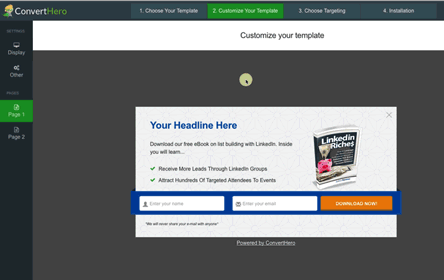 ConvertHero
1. Choose Your Template
2. Customize Your Template
3. Choose Targeting
4. Installation
SETTINGS
Customize your template
Display
Other
PAGES
Page 1
Page 2
Your Headline Here
Download our free eBook on list building with LinkedIn. Inside
you will learn...
Receive More Leads Through LinkedIn Groups
Attract Hundreds Of Targeted Attendees To Events
LinkedIn
Riches
Enter your name
Enter your email
DOWNLOAD NOW!
*We will never share your e-mail with anyone*
Powered by ConvertHero